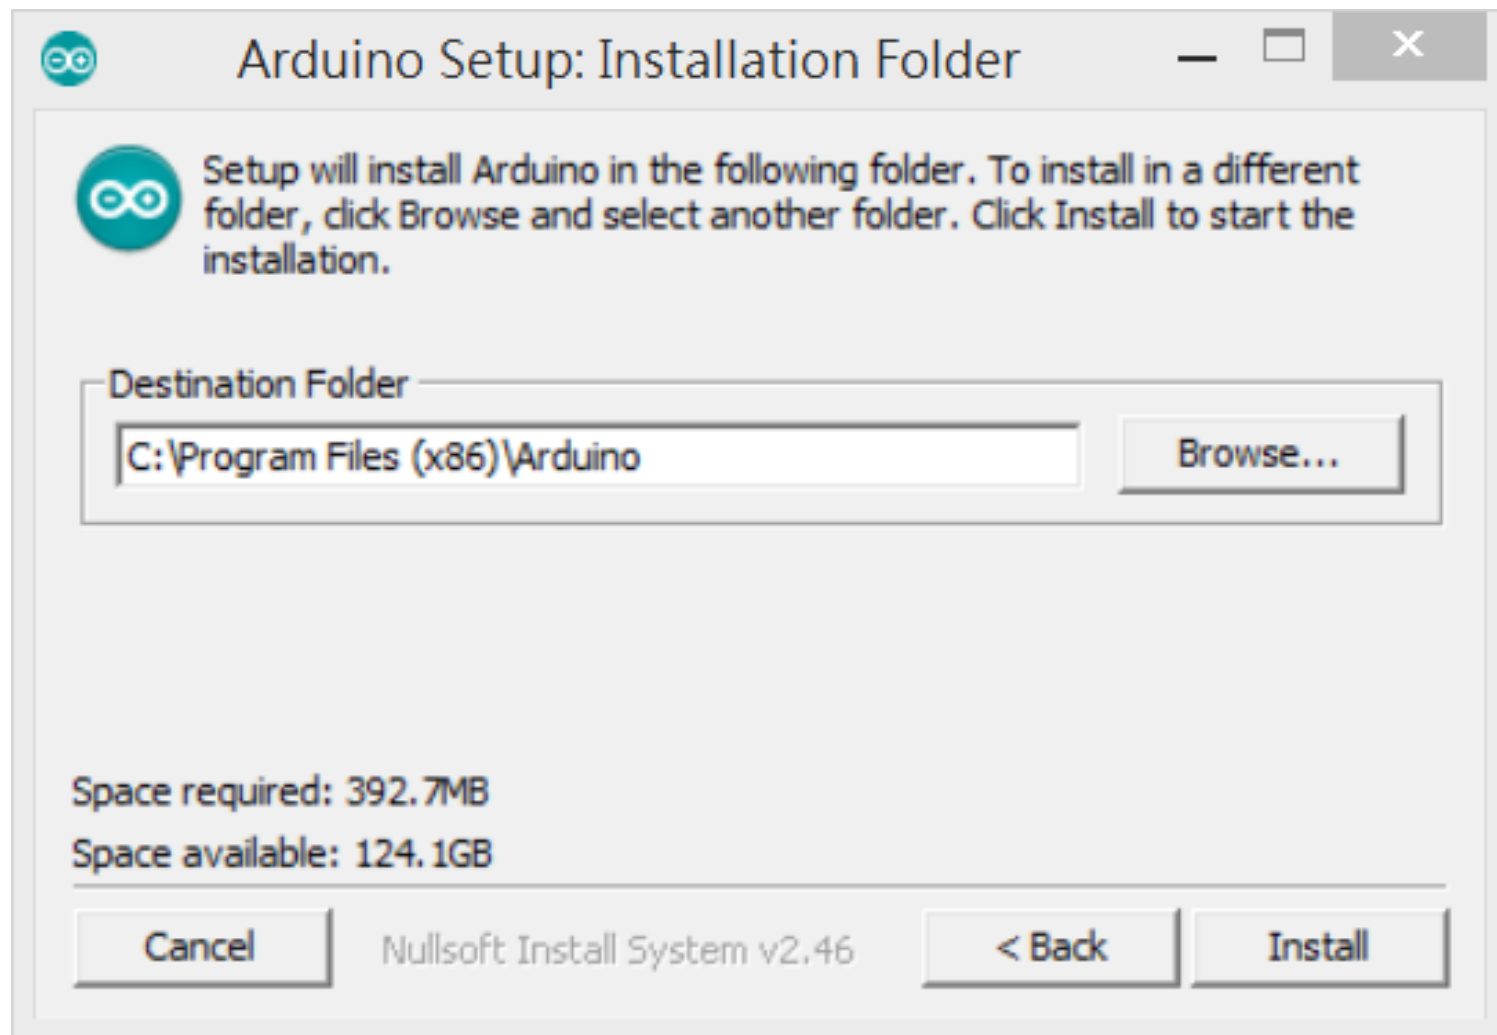 Arduino Setup: Installation Folder
Setup will install Arduino in the following folder. To install in a different
folder, click Browse and select another folder. Click Install to start the
installation.
Destination Folder
C:\Program Files (x86)\Arduino
Browse...
Space required: 392.7MB
Space available: 124.1GB
Cancel
Nullsoft Install System v2.46
< Back
Install